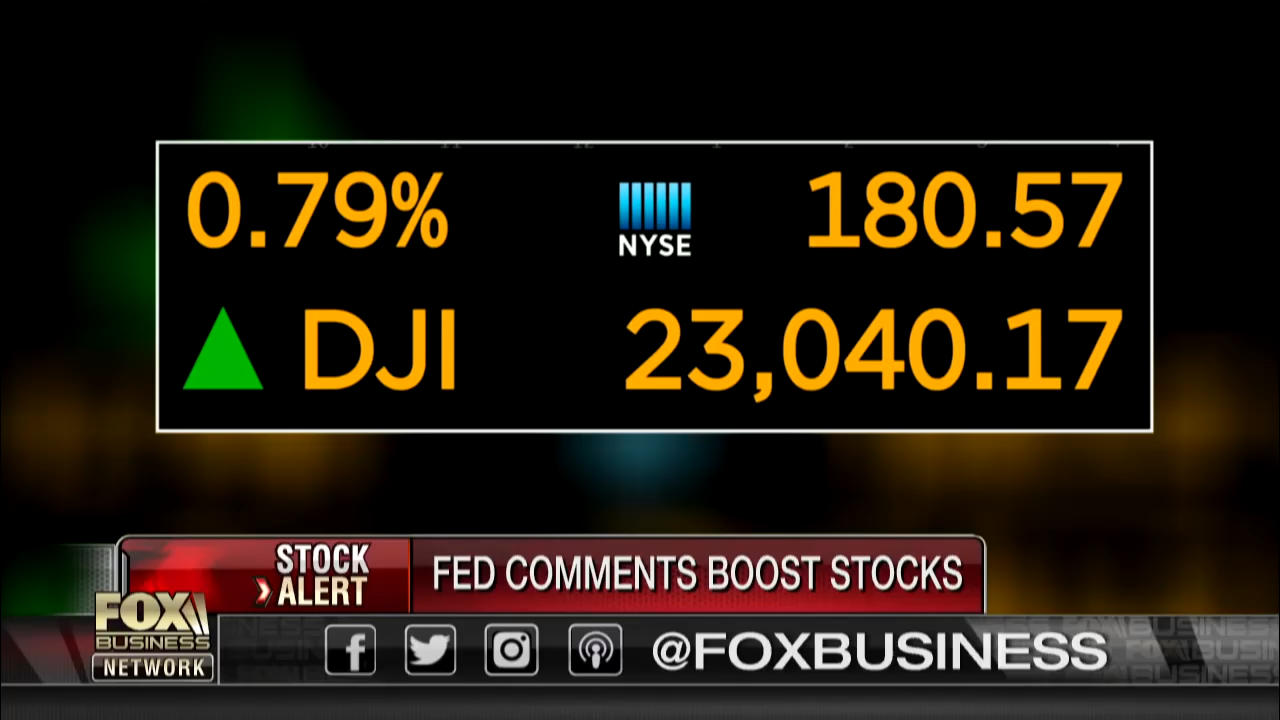 0.79%
NYSE
180.57
DJI
23,040.17
STOCK
ALERT
FED COMMENTS BOOST STOCKS
FOX
BUSINESS
NETWORK
@FOXBUSINESS